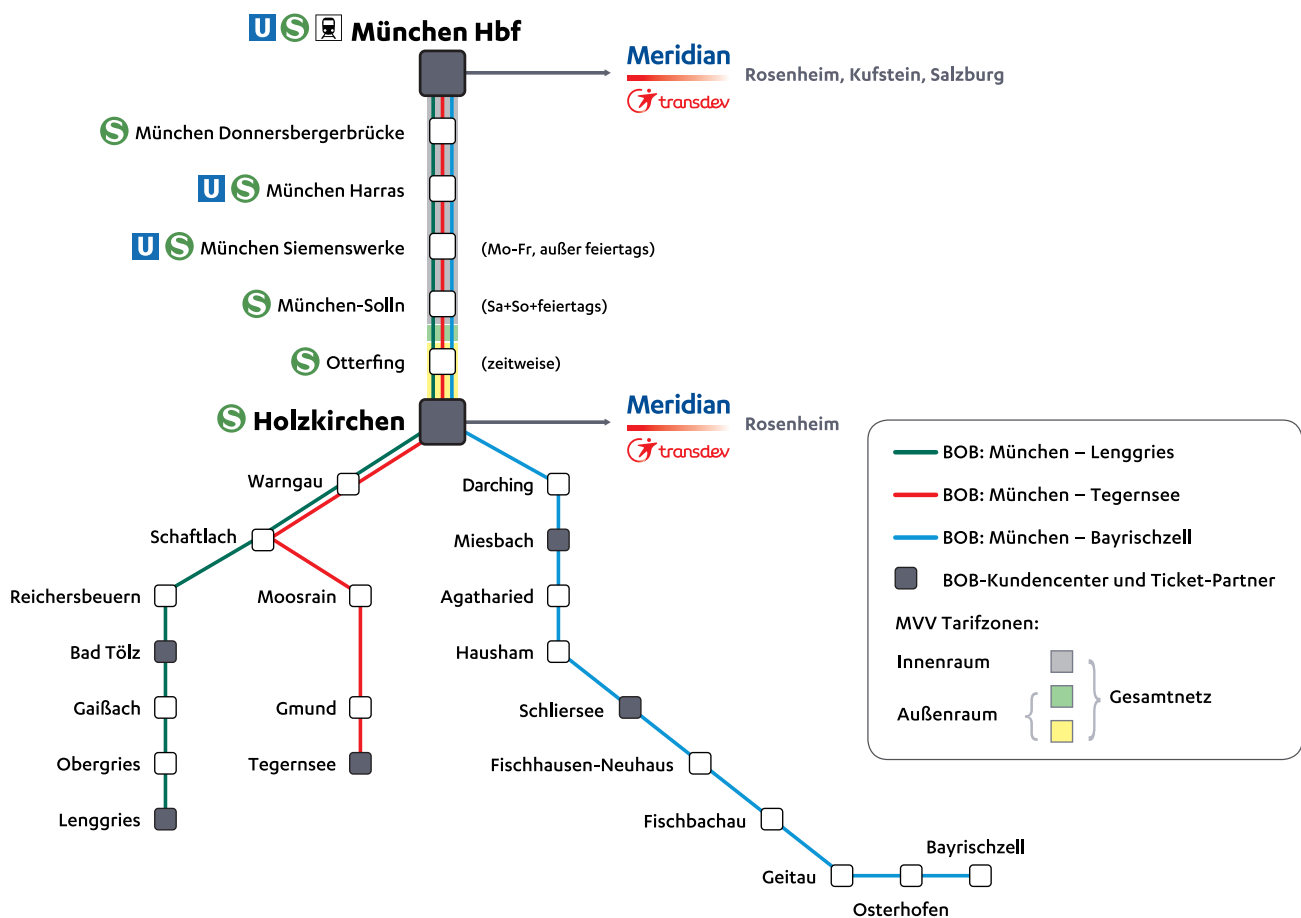 U S München Hbf
Meridian
transdev
Rosenheim, Kufstein, Salzburg
S München Donnersbergerbrücke
U S München Harras
U S München Siemenswerke (Mo-Fr, außer feiertags)
S München-Solln (Sa+So+feiertags)
S Otterfing (zeitweise)
S Holzkirchen
Meridian
transdev
Rosenheim
Warngau
Schaftlach
Reichersbeuern
Bad Tölz
Gaißach
Obergries
Lenggries
Moosrain
Gmund
Tegernsee
Darching
Miesbach
Agatharied
Hausham
Schliersee
Fischhausen-Neuhaus
Fischbachau
Geitau
Osterhofen
Bayrischzell
BOB: München – Lenggries
BOB: München – Tegernsee
BOB: München – Bayrischzell
BOB-Kundencenter und Ticket-Partner
MVV Tarifzonen:
Innenraum
Außenraum
Gesamtnetz